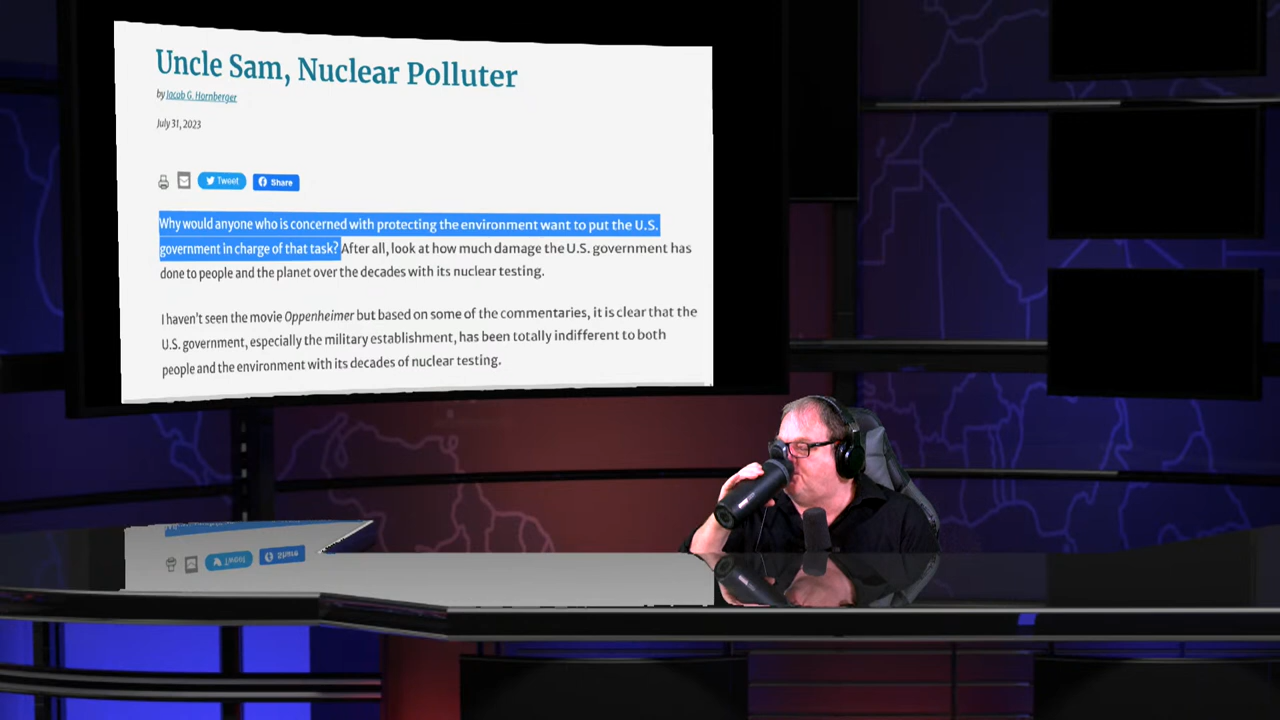 Uncle Sam, Nuclear Polluter
by Jacob G. Hornberger
July 31, 2023
Tweet Share
Why would anyone who is concerned with protecting the environment want to put the U.S.
government in charge of that task? After all, look at how much damage the U.S. government has
done to people and the planet over the decades with its nuclear testing.
I haven't seen the movie Oppenheimer but based on some of the commentaries, it is clear that the
U.S. government, especially the military establishment, has been totally indifferent to both
people and the environment with its decades of nuclear testing.
Tweet Share